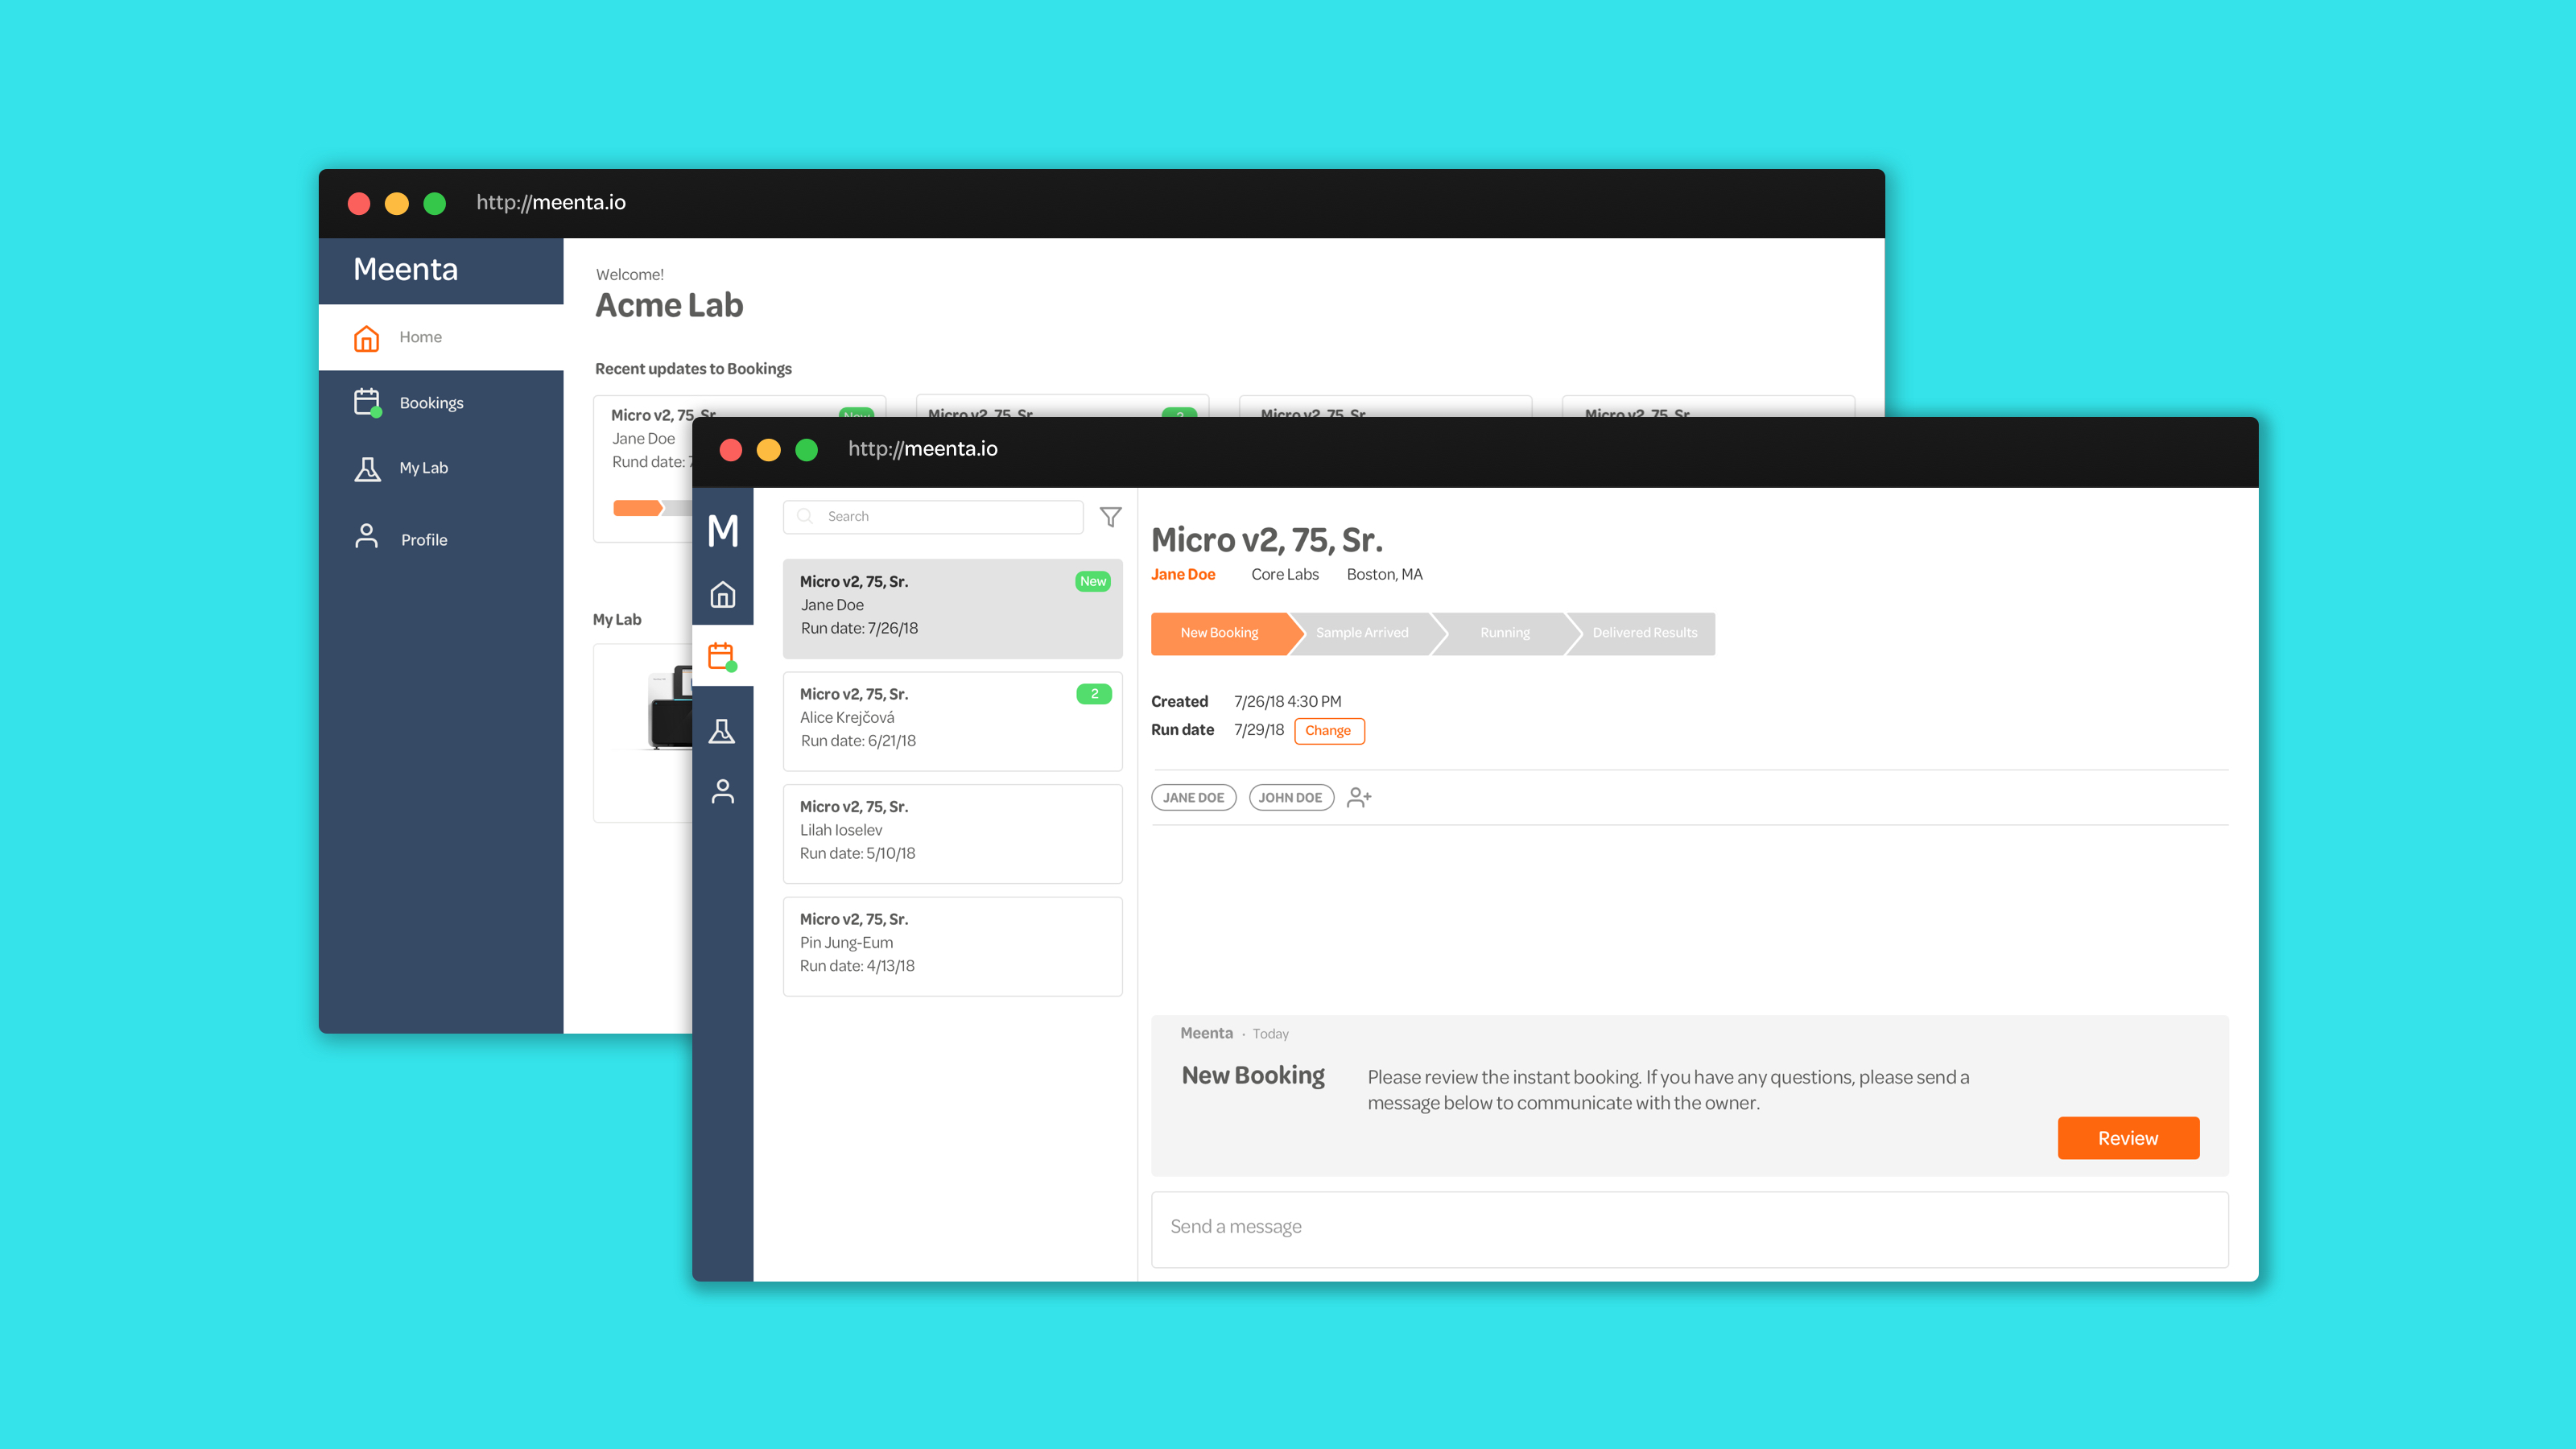 http://meenta.io
Meenta
Home
Bookings
My Lab
Profile
Welcome!
Acme Lab
Recent updates to Bookings
Micro v2, 75, Sr.
New
Jane Doe
Rund date:
Micro v2, 75, Sr.
2
Micro v2, 75, Sr.
Micro v2, 75, Sr.
My Lab
http://meenta.io
M
Search
Micro v2, 75, Sr.
New
Jane Doe
Run date: 7/26/18
Micro v2, 75, Sr.
2
Alice Krejčová
Run date: 6/21/18
Micro v2, 75, Sr.
Lilah Ioselev
Run date: 5/10/18
Micro v2, 75, Sr.
Pin Jung-Eum
Run date: 4/13/18
Micro v2, 75, Sr.
Jane Doe Core Labs Boston, MA
New Booking Sample Arrived Running Delivered Results
Created 7/26/18 4:30 PM
Run date 7/29/18 Change
JANE DOE JOHN DOE
Meenta · Today
New Booking
Please review the instant booking. If you have any questions, please send a
message below to communicate with the owner.
Review
Send a message